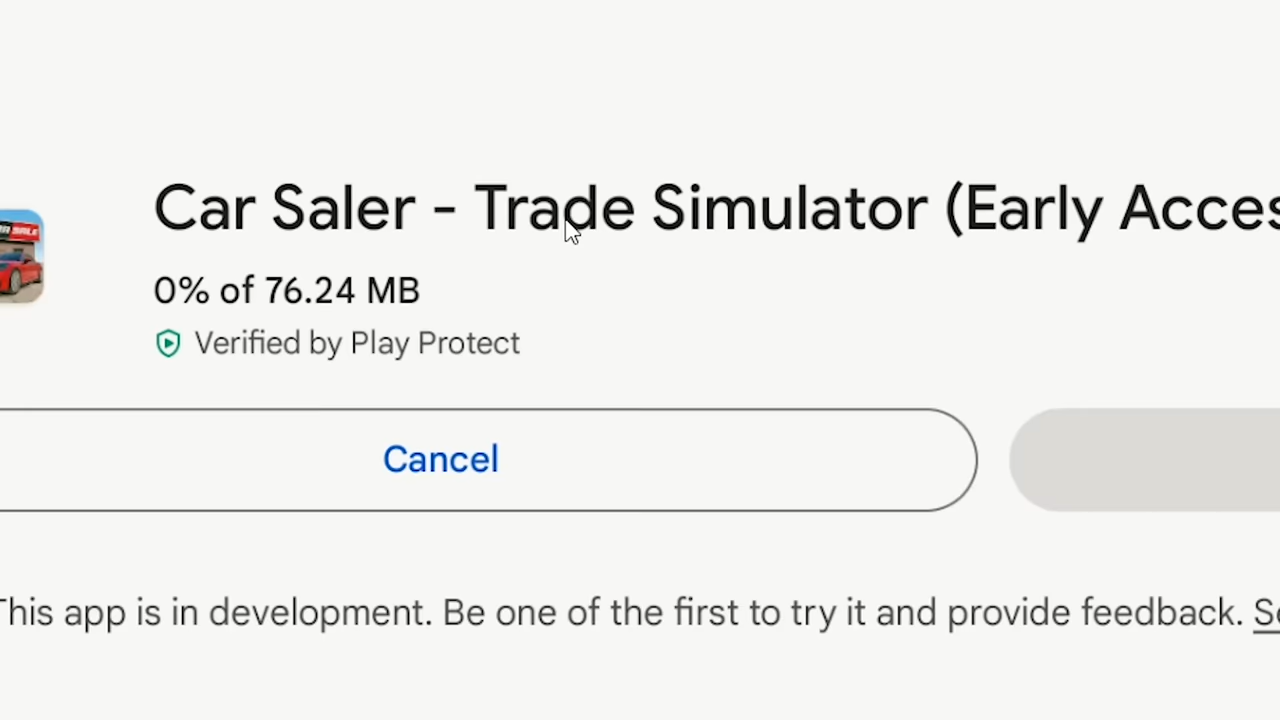 Car Saler - Trade Simulator (Early Acces
0% of 76.24 MB
Verified by Play Protect
Cancel
This app is in development. Be one of the first to try it and provide feedback.